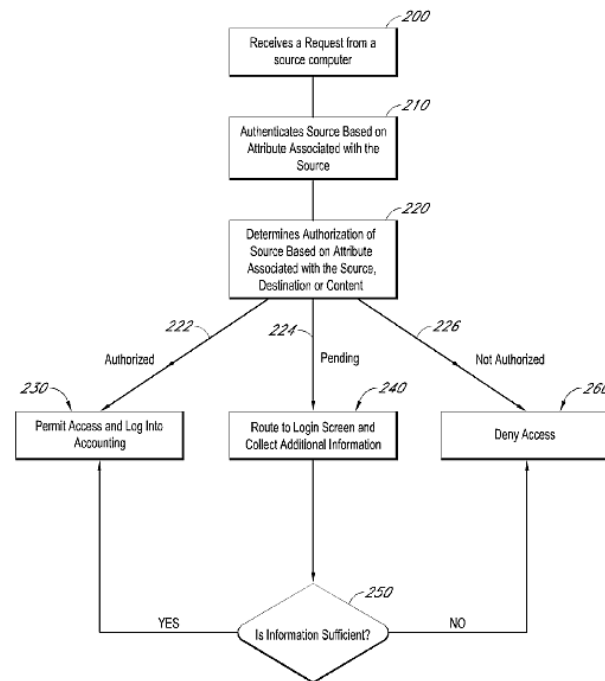 200
Receives a Request from a
source computer
210
Authenticates Source Based on
Attribute Associated with the
Source
220
Determines Authorization of
Source Based on Attribute
Associated with the Source,
Destination or Content
222
224
226
Authorized
Pending
Not Authorized
230
240
260
Permit Access and Log Into
Accounting
Route to Login Screen and
Collect Additional Information
Deny Access
250
YES
Is Information Sufficient?
NO